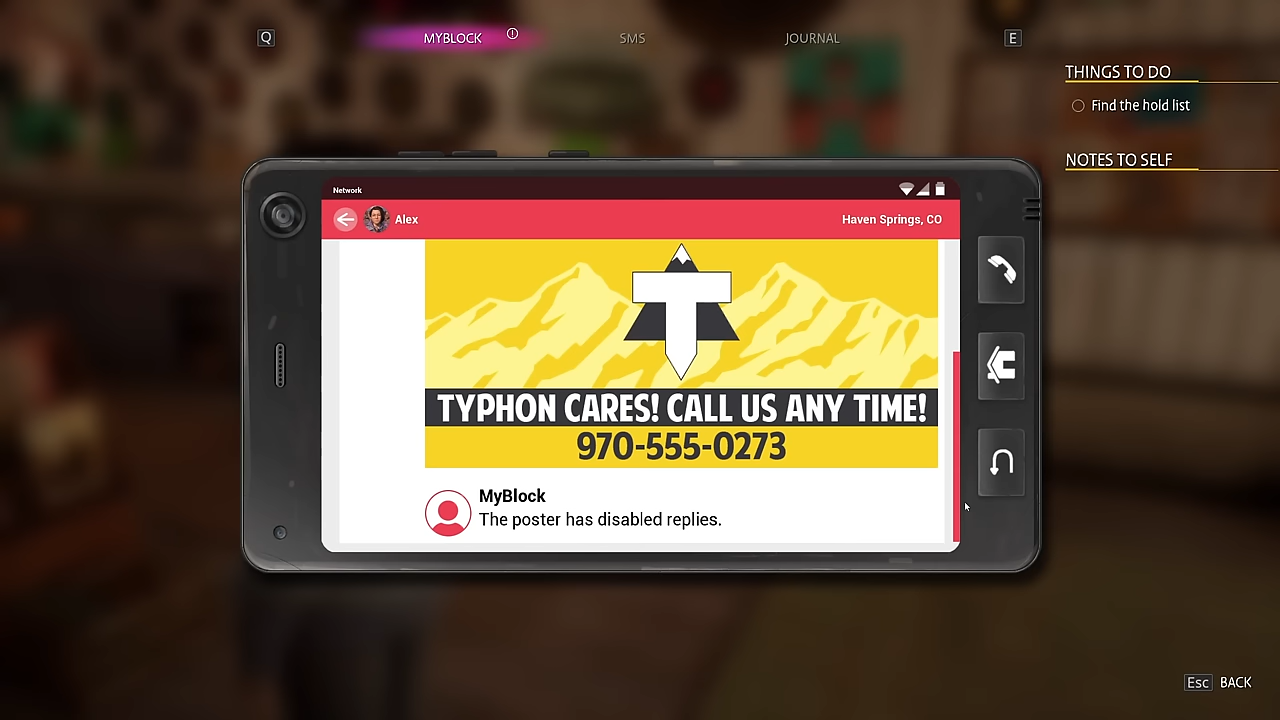 Q
MYBLOCK
SMS
JOURNAL
E
THINGS TO DO
Find the hold list
NOTES TO SELF
Network
Alex
Haven Springs, CO
T
TYPHON CARES! CALL US ANY TIME!
970-555-0273
MyBlock
The poster has disabled replies.
Esc BACK